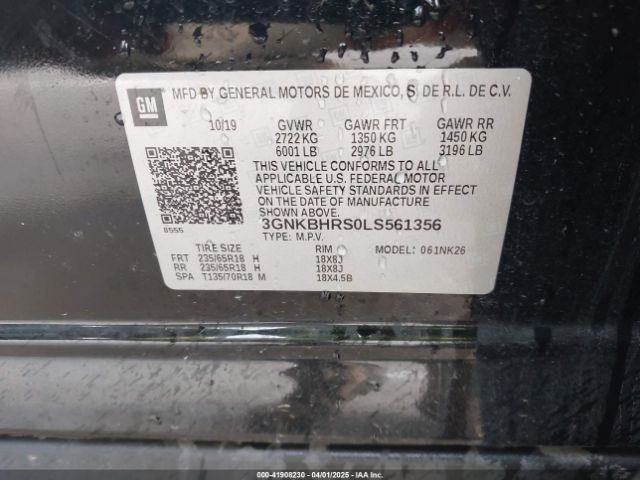 GM
MFD BY GENERAL MOTORS DE MEXICO, S. DE R.L. DE C.V.
10/19 GVWR GAWR FRT GAWR RR
2722 KG 1350 KG 1450 KG
6001 LB 2976 LB 3196 LB
THIS VEHICLE CONFORMS TO ALL
APPLICABLE U.S. FEDERAL MOTOR
VEHICLE SAFETY STANDARDS IN EFFECT
ON THE DATE OF MANUFACTURE
SHOWN ABOVE.
8555
3GNKBHRS0LS561356
TYPE: M.P.V.
TIRE SIZE RIM MODEL: 061NK26
FRT 235/65R18 H 18X8J
RR 235/65R18 H 18X8J
SPA T135/70R18 M 18X4.5B
000-41908230 - 04/01/2025 - IAAI.COM